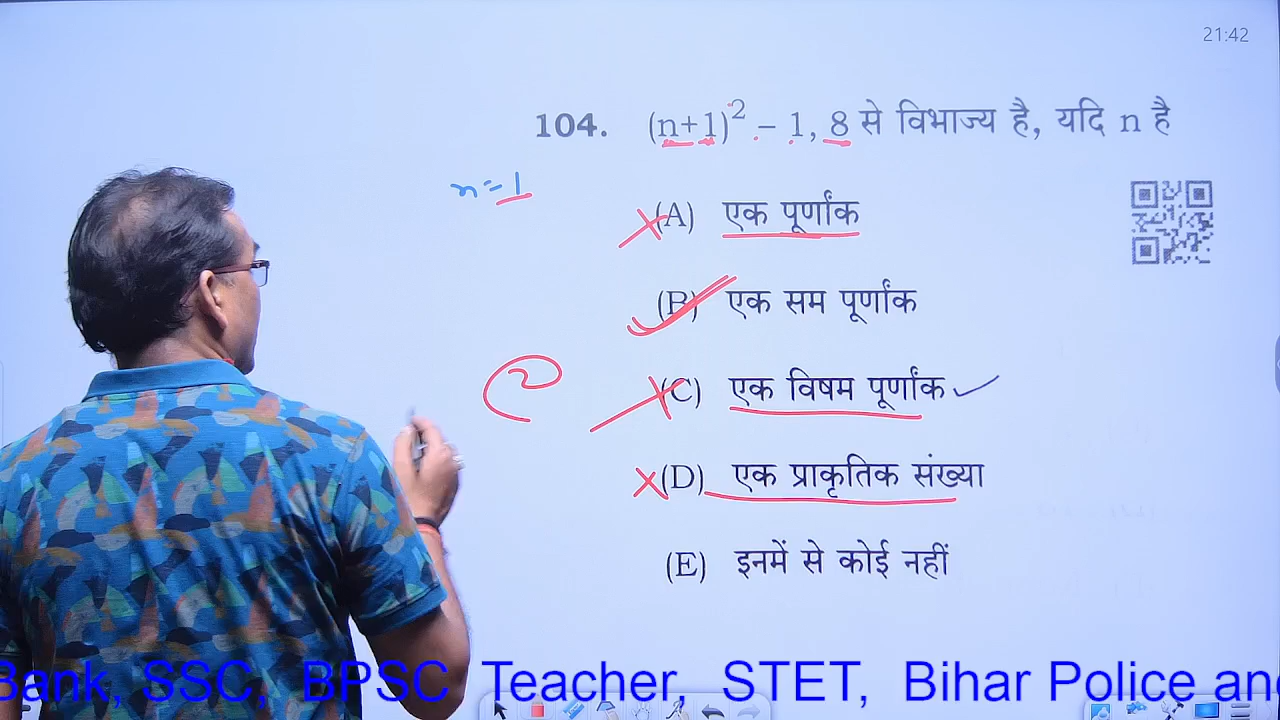 21:42
104. (n+1)² - 1, 8 से विभाज्य है, यदि n है
n = 1
(A) एक पूर्णांक
(B) एक सम पूर्णांक
2
(C) एक विषम पूर्णांक
(D) एक प्राकृतिक संख्या
(E) इनमें से कोई नहीं
Bank, SSC, BPSC Teacher, STET, Bihar Police and